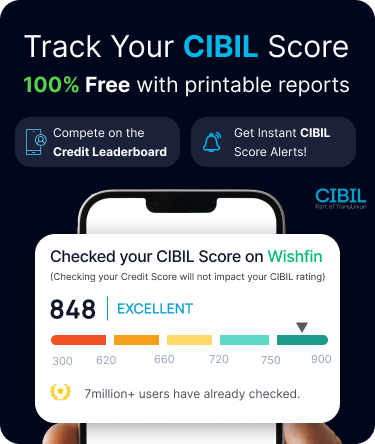 Track Your CIBIL Score
100% Free with printable reports
Compete on the
Credit Leaderboard
Get Instant CIBIL
Score Alerts!
CIBIL
Part of TransUnion
Checked your CIBIL Score on Wishfin
(Checking your Credit Score will not impact your CIBIL rating)
848 EXCELLENT
300 620 660 720 750 900
7million+ users have already checked.